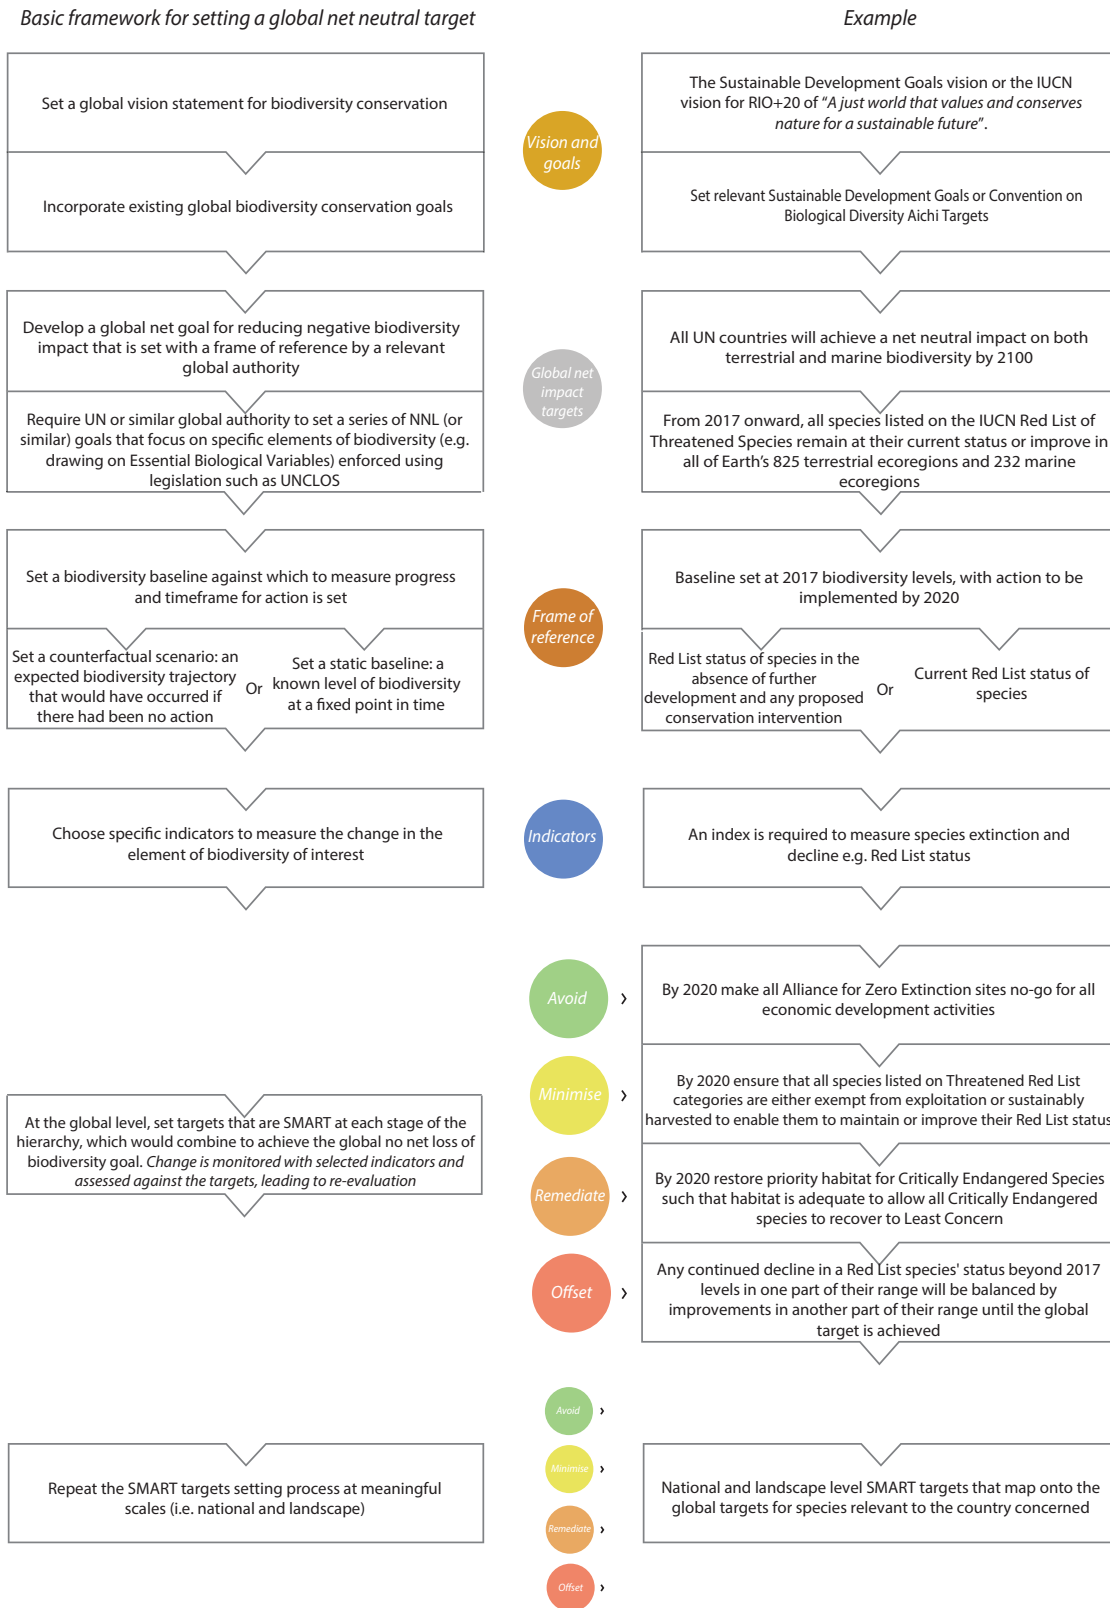 Basic framework for setting a global net neutral target
Example
Set a global vision statement for biodiversity conservation
Incorporate existing global biodiversity conservation goals
Vision and
goals
The Sustainable Development Goals vision or the IUCN
vision for RIO+20 of “A just world that values and conserves
nature for a sustainable future”.
Set relevant Sustainable Development Goals or Convention on
Biological Diversity Aichi Targets
Develop a global net goal for reducing negative biodiversity
impact that is set with a frame of reference by a relevant
global authority
Require UN or similar global authority to set a series of NNL (or
similar) goals that focus on specific elements of biodiversity (e.g.
drawing on Essential Biological Variables) enforced using
legislation such as UNCLOS
Global net
impact
targets
All UN countries will achieve a net neutral impact on both
terrestrial and marine biodiversity by 2100
From 2017 onward, all species listed on the IUCN Red List of
Threatened Species remain at their current status or improve in
all of Earth’s 825 terrestrial ecoregions and 232 marine
ecoregions
Set a biodiversity baseline against which to measure progress
and timeframe for action is set
Set a counterfactual scenario: an
expected biodiversity trajectory
that would have occurred if
there had been no action
Or
Set a static baseline: a
known level of biodiversity
at a fixed point in time
Frame of
reference
Baseline set at 2017 biodiversity levels, with action to be
implemented by 2020
Red List status of species in the
absence of further
development and any proposed
conservation intervention
Or
Current Red List status of
species
Choose specific indicators to measure the change in the
element of biodiversity of interest
Indicators
An index is required to measure species extinction and
decline e.g. Red List status
At the global level, set targets that are SMART at each stage of the
hierarchy, which would combine to achieve the global no net loss of
biodiversity goal. Change is monitored with selected indicators and
assessed against the targets, leading to re-evaluation
Avoid ›
By 2020 make all Alliance for Zero Extinction sites no-go for all
economic development activities
Minimise ›
By 2020 ensure that all species listed on Threatened Red List
categories are either exempt from exploitation or sustainably
harvested to enable them to maintain or improve their Red List status
Remediate ›
By 2020 restore priority habitat for Critically Endangered Species
such that habitat is adequate to allow all Critically Endangered
species to recover to Least Concern
Offset ›
Any continued decline in a Red List species' status beyond 2017
levels in one part of their range will be balanced by
improvements in another part of their range until the global
target is achieved
Repeat the SMART targets setting process at meaningful
scales (i.e. national and landscape)
Avoid ›
Minimise ›
Remediate ›
Offset ›
National and landscape level SMART targets that map onto the
global targets for species relevant to the country concerned